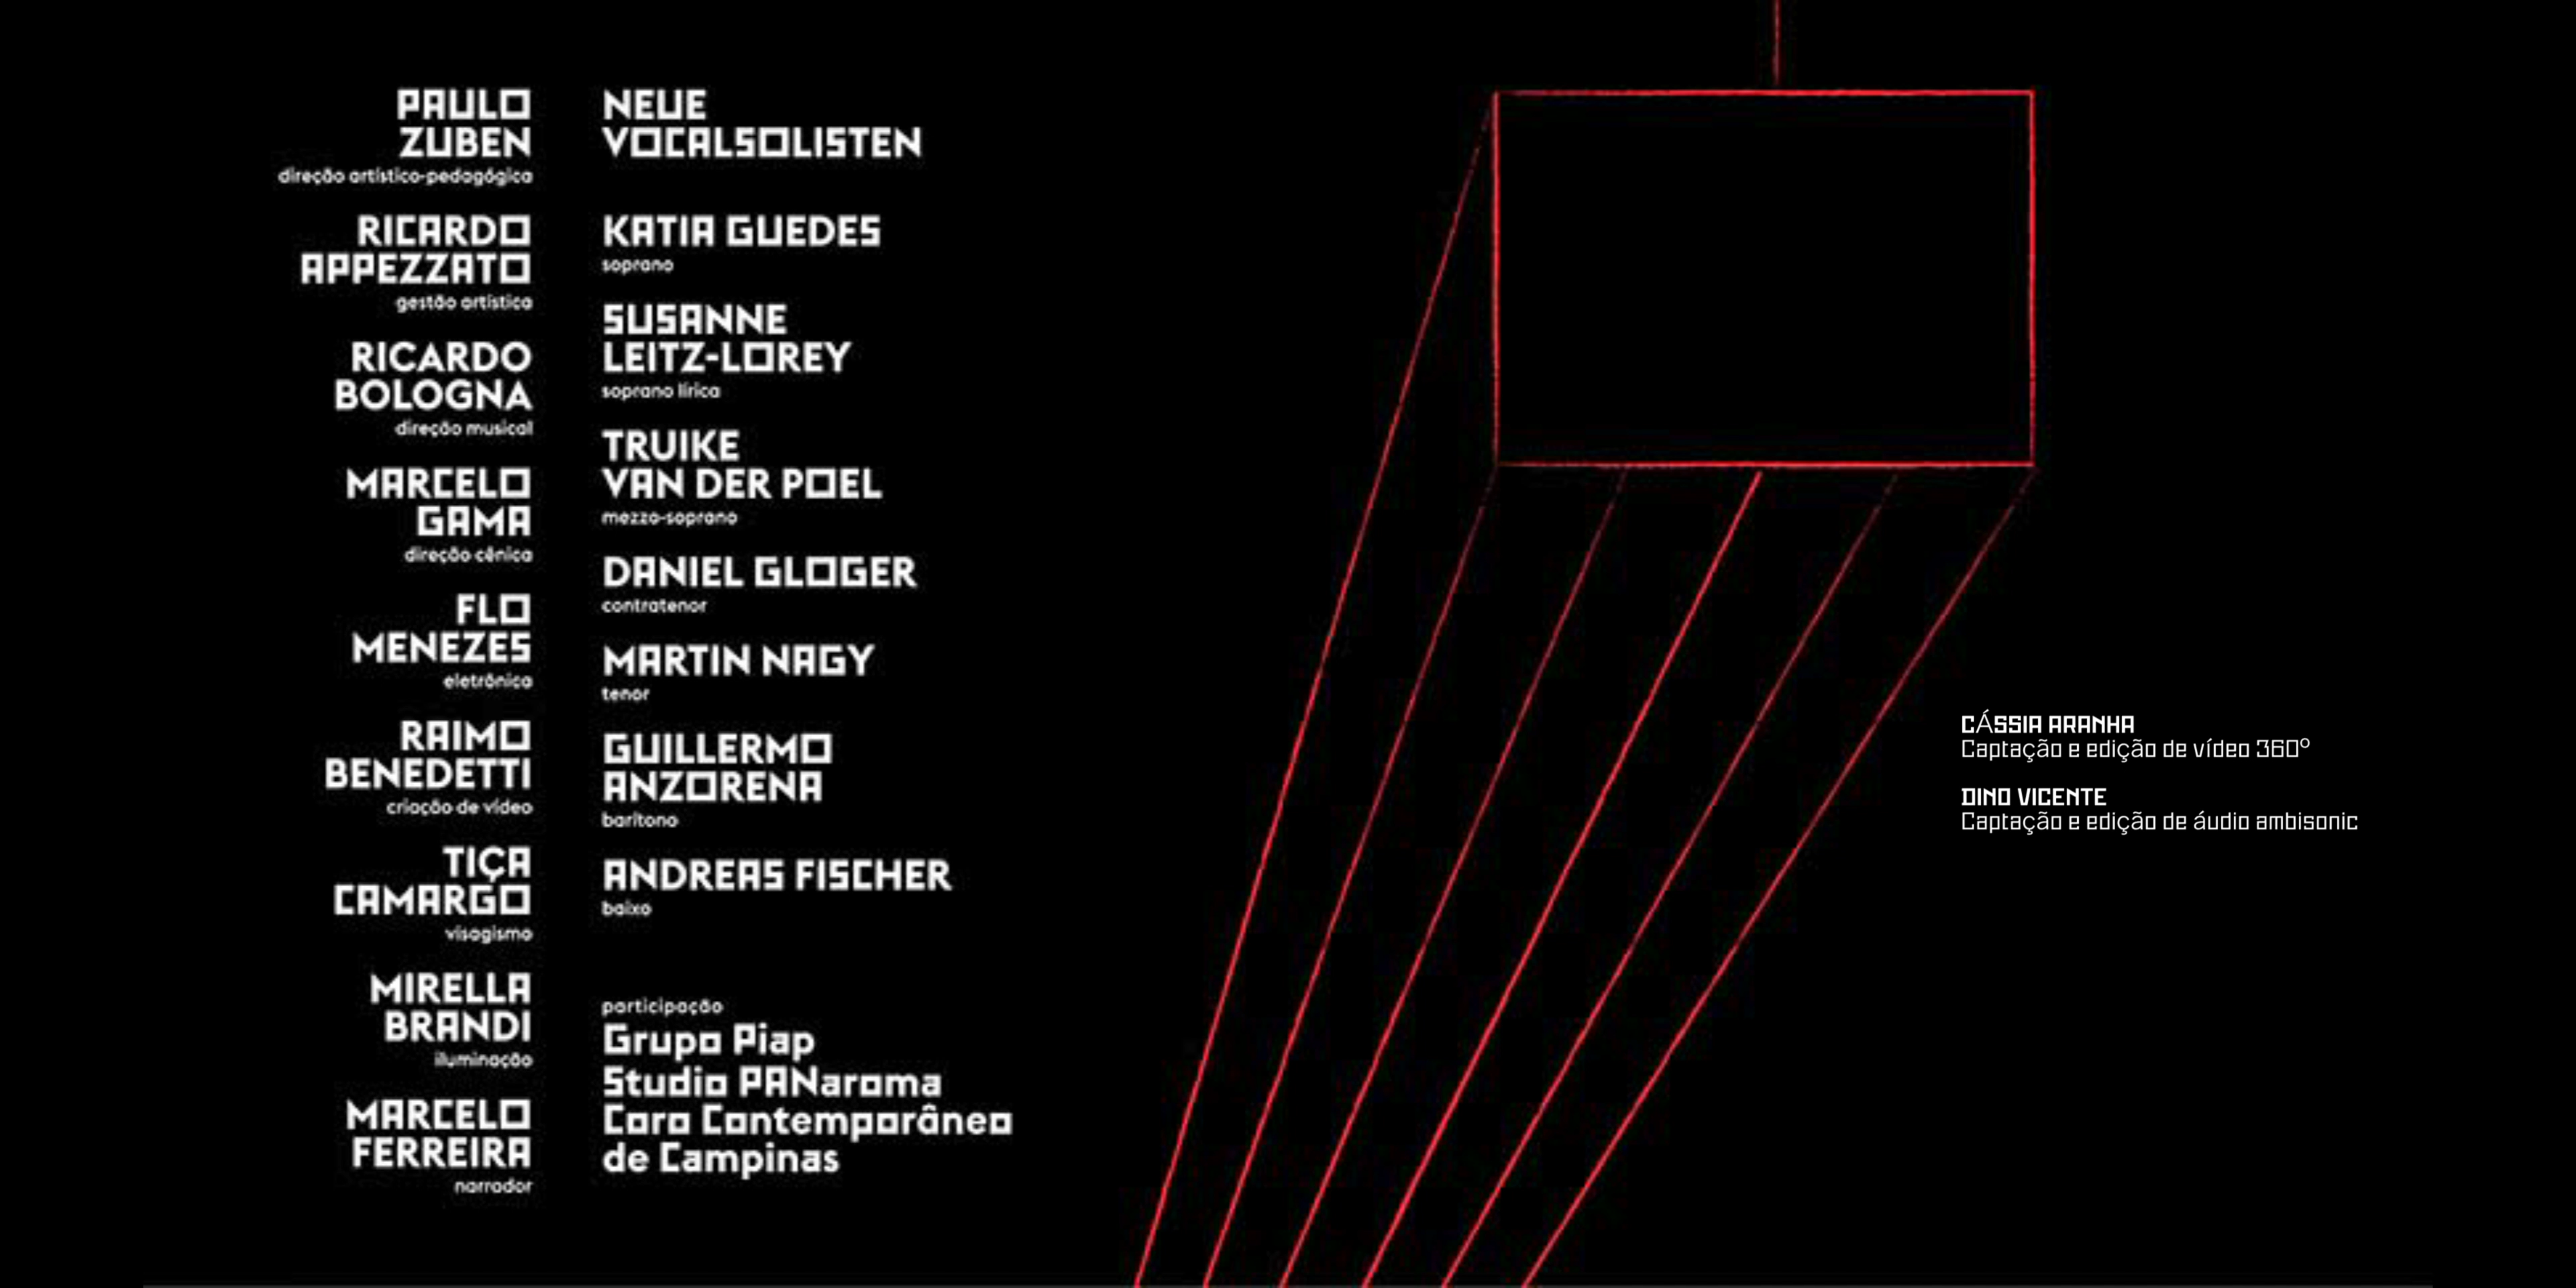 PAULO
ZUBEN
direção artístico-pedagógica
RICARDO
APPEZZATO
gestão artística
RICARDO
BOLOGNA
direção musical
MARCELO
GAMA
direção cênica
FLO
MENEZES
eletrônica
RAIMO
BENEDETTI
criação de vídeo
TIÇA
CAMARGO
visagismo
MIRELLA
BRANDI
iluminação
MARCELO
FERREIRA
narrador
NEUE
VOCALSOLISTEN
KATIA GUEDES
soprano
SUSANNE
LEITZ-LOREY
soprano lírica
TRUIKE
VAN DER POEL
mezzo-soprano
DANIEL GLOGER
contratenor
MARTIN NAGY
tenor
GUILLERMO
ANZORENA
barítono
ANDREAS FISCHER
baixo
participação
Grupo Piap
Studio PANaroma
Coro Contemporâneo
de Campinas
CÁSSIA ARANHA
Captação e edição de vídeo 360°
DINO VICENTE
Captação e edição de áudio ambisonic